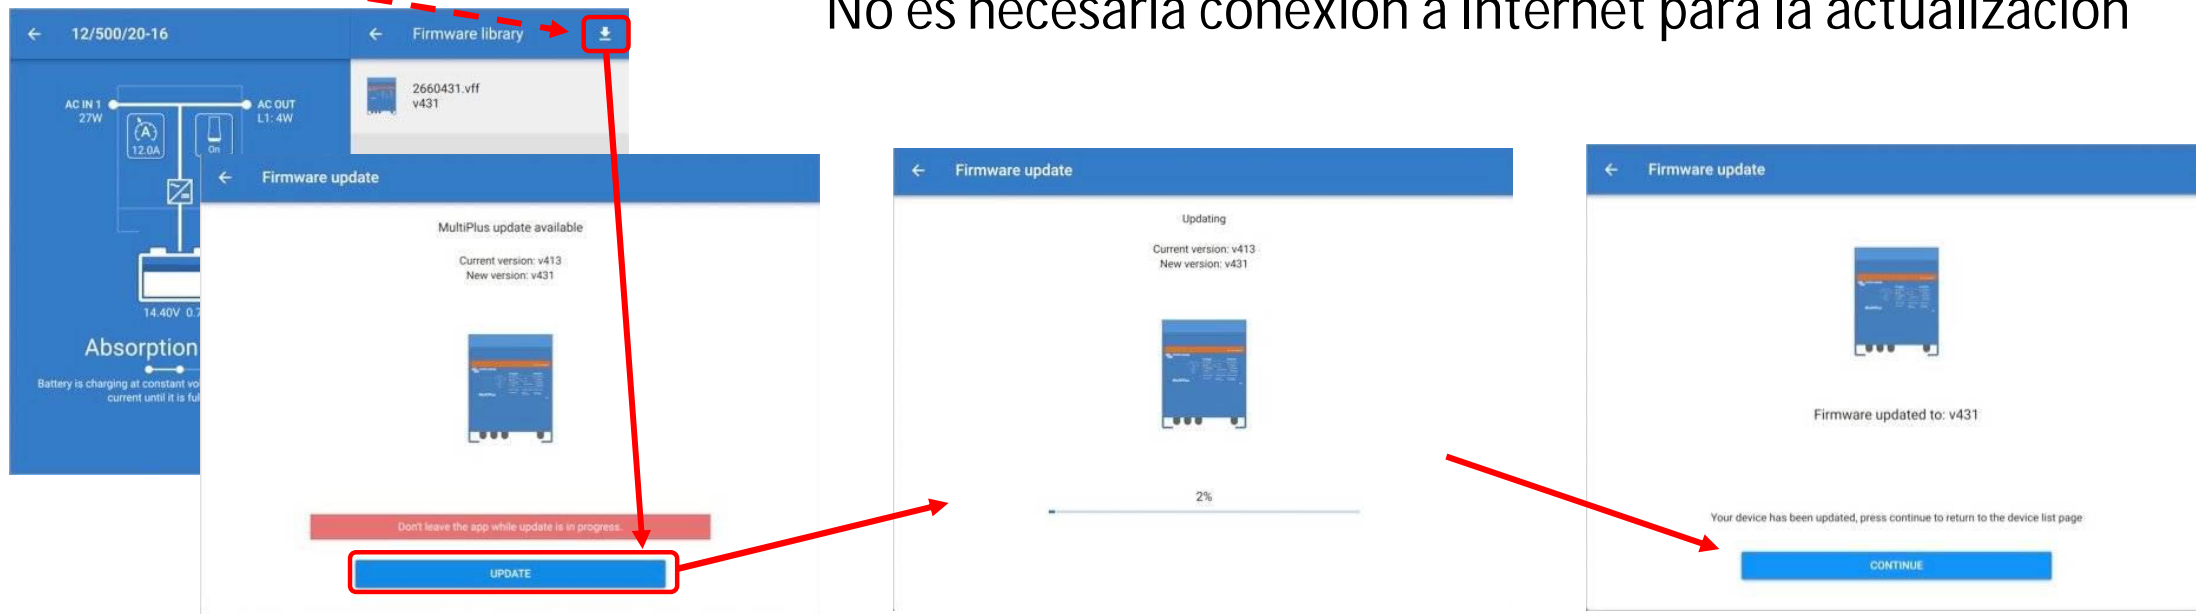 No es necesaria conexión a Internet para la actualización
12/500/20-16
Firmware library
2660431.vff
v431
AC IN 1
27W
AC OUT
L1: 4W
12.0A
On
14.40V 0.7
Absorption
Battery is charging at constant vo
current until it is ful
Firmware update
MultiPlus update available
Current version: v413
New version: v431
Don't leave the app while update is in progress.
UPDATE
Firmware update
Updating
Current version: v413
New version: v431
2%
Firmware update
Firmware updated to: v431
Your device has been updated, press continue to return to the device list page
CONTINUE